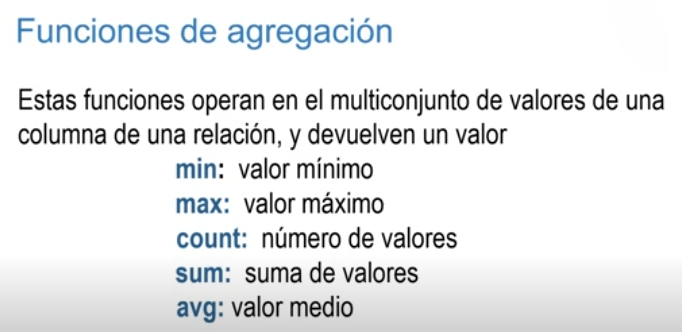 Funciones de agregación
Estas funciones operan en el multiconjunto de valores de una
columna de una relación, y devuelven un valor
min: valor mínimo
max: valor máximo
count: número de valores
sum: suma de valores
avg: valor medio